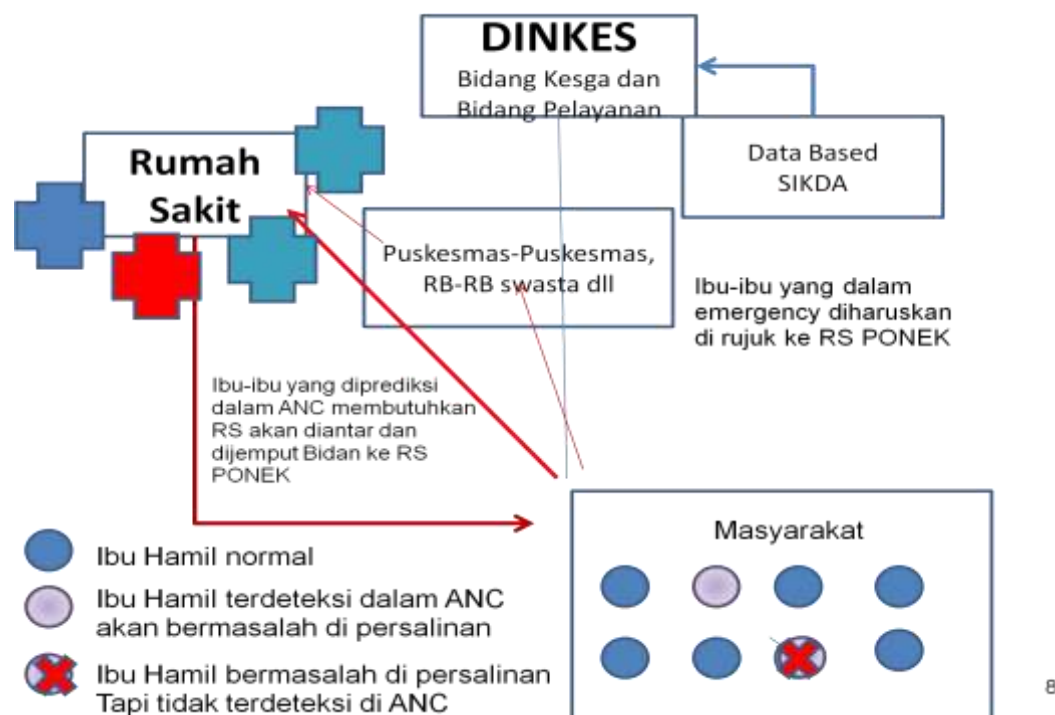 DINKES
Bidang Kesga dan
Bidang Pelayanan
Data Based
SIKDA
Rumah
Sakit
Puskesmas-Puskesmas,
RB-RB swasta dll
Ibu-ibu yang dalam
emergency diharuskan
di rujuk ke RS PONEK
Ibu-ibu yang diprediksi
dalam ANC membutuhkan
RS akan diantar dan
dijemput Bidan ke RS
PONEK
Masyarakat
Ibu Hamil normal
Ibu Hamil terdeteksi dalam ANC
akan bermasalah di persalinan
Ibu Hamil bermasalah di persalinan
Tapi tidak terdeteksi di ANC
8